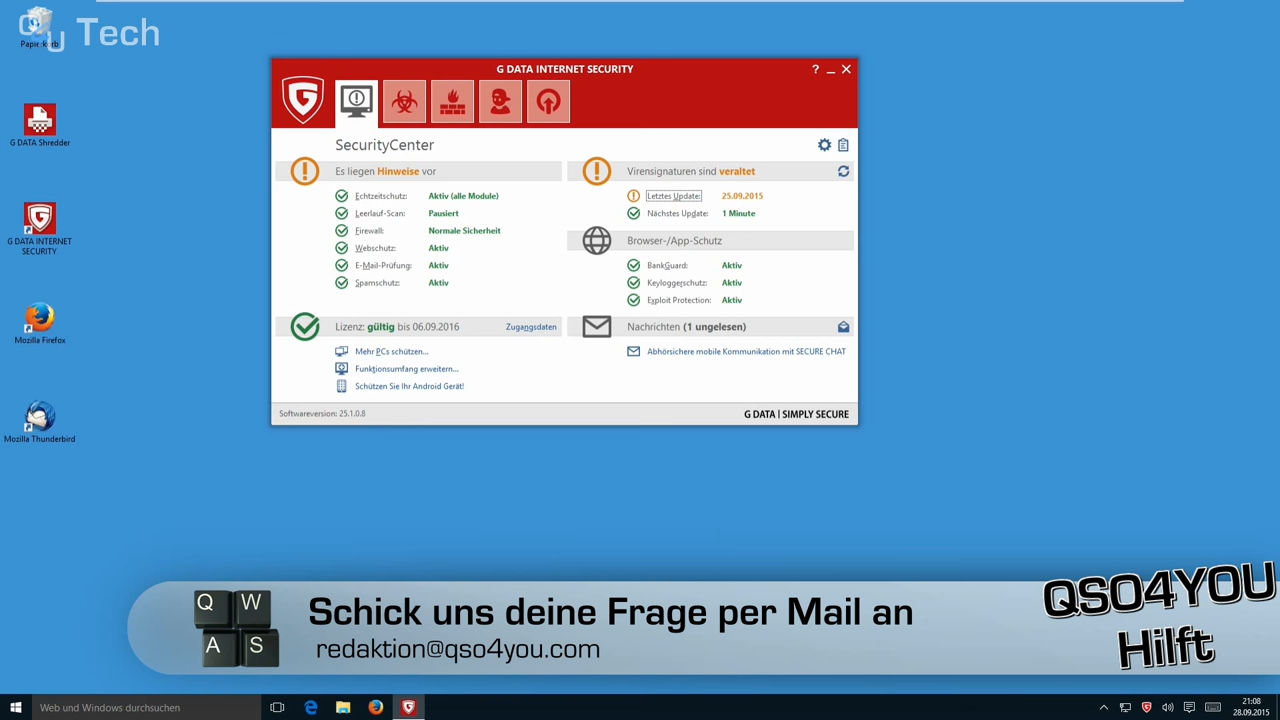 QU Tech
Papierkorb
G DATA Shredder
G DATA INTERNET
SECURITY
Mozilla Firefox
Mozilla Thunderbird
G DATA INTERNET SECURITY
SecurityCenter
Es liegen Hinweise vor
Echtzeitschutz: Aktiv (alle Module)
Leerlauf-Scan: Pausiert
Firewall: Normale Sicherheit
Webschutz: Aktiv
E-Mail-Prüfung: Aktiv
Spamschutz: Aktiv
Virensignaturen sind veraltet
Letztes Update: 25.09.2015
Nächstes Update: 1 Minute
Browser-/App-Schutz
BankGuard: Aktiv
Keyloggerschutz: Aktiv
Exploit Protection: Aktiv
Lizenz: gültig bis 06.09.2016 Zugangsdaten
Mehr PCs schützen...
Funktionsumfang erweitern...
Schützen Sie Ihr Android Gerät!
Nachrichten (1 ungelesen)
Abhörsichere mobile Kommunikation mit SECURE CHAT
Softwareversion: 25.1.0.8
G DATA | SIMPLY SECURE
Q W
A S
Schick uns deine Frage per Mail an
redaktion@qso4you.com
QSO4YOU
Hilft
Web und Windows durchsuchen
21:08
28.09.2015